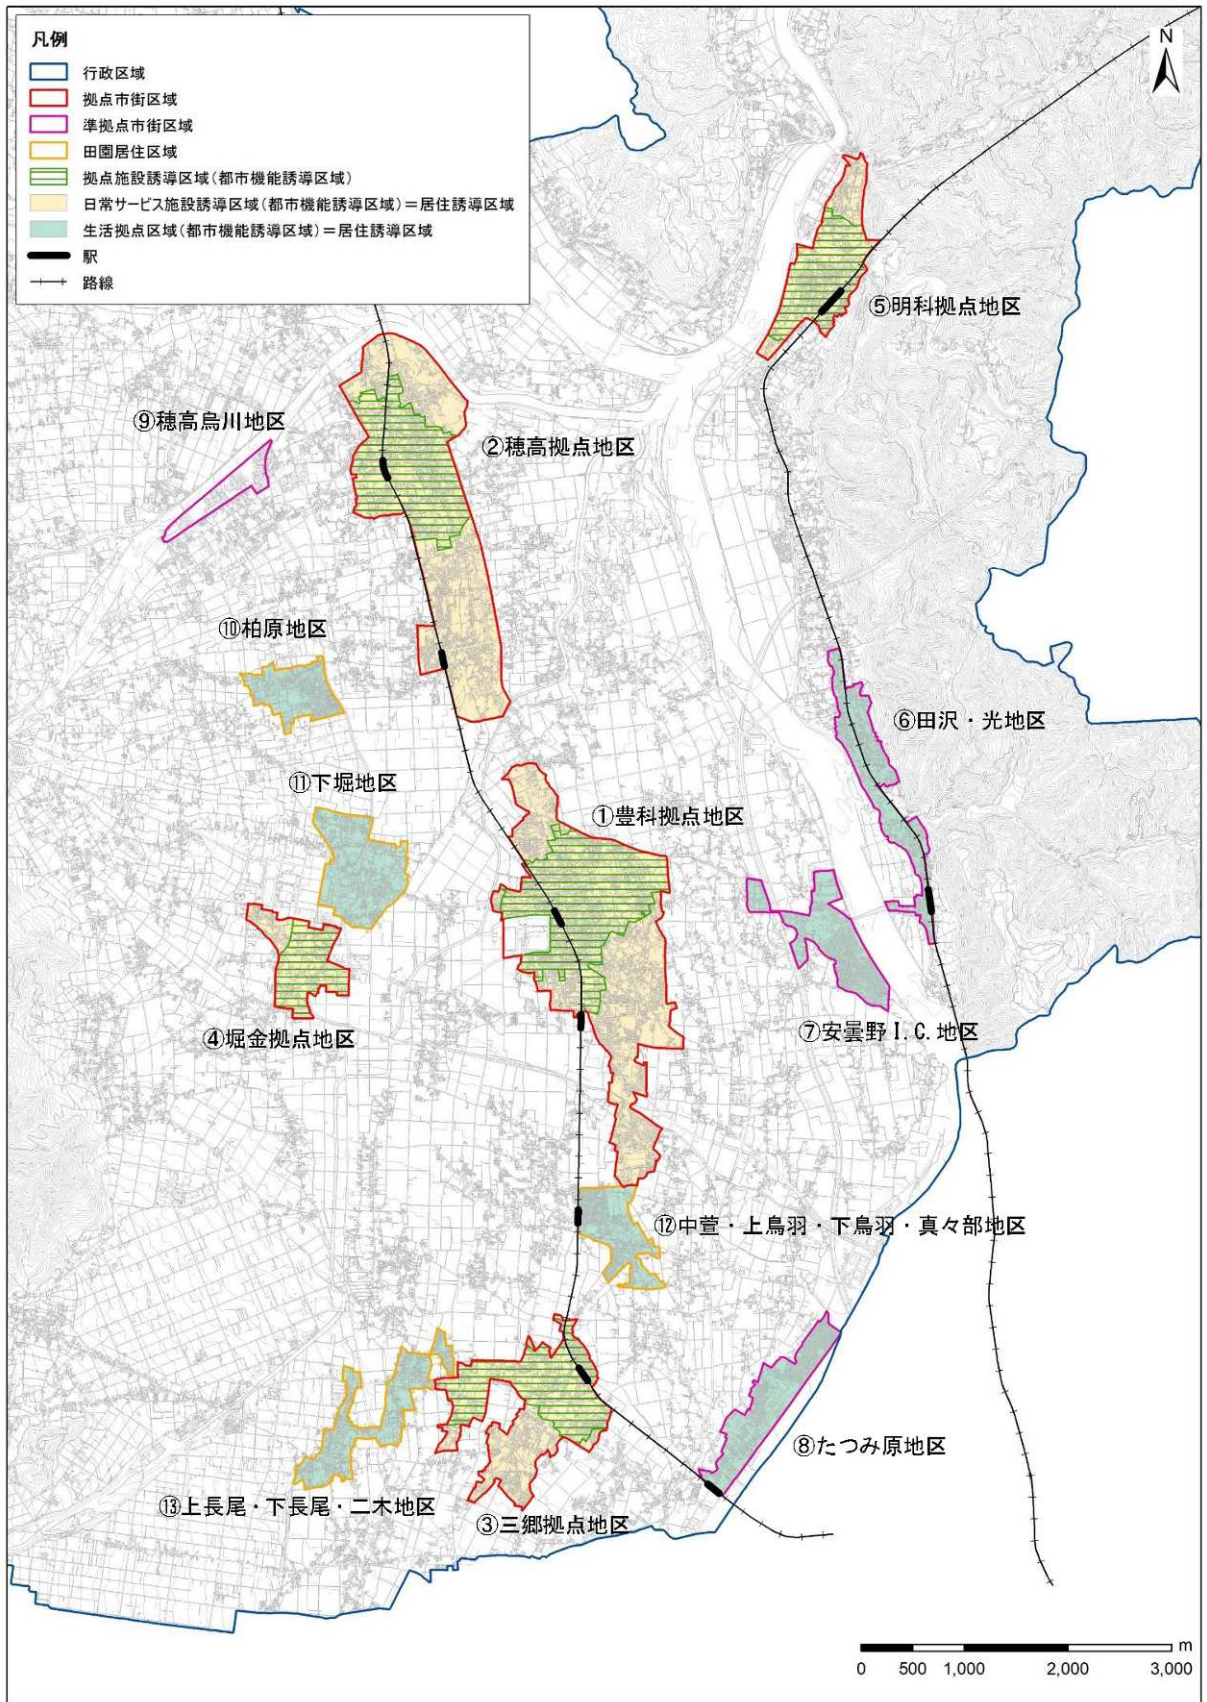 凡例
行政区域
拠点市街区域
準拠点市街区域
田園居住区域
拠点施設誘導区域(都市機能誘導区域)
日常サービス施設誘導区域(都市機能誘導区域)=居住誘導区域
生活拠点区域(都市機能誘導区域)=居住誘導区域
駅
路線
N
⑤明科拠点地区
⑨穂高烏川地区
②穂高拠点地区
⑩柏原地区
⑥田沢・光地区
⑪下堀地区
①豊科拠点地区
④堀金拠点地区
⑦安曇野I.C.地区
⑫中萱・上鳥羽・下鳥羽・真々部地区
⑧たつみ原地区
⑬上長尾・下長尾・二木地区
③三郷拠点地区
m
0 500 1,000 2,000 3,000